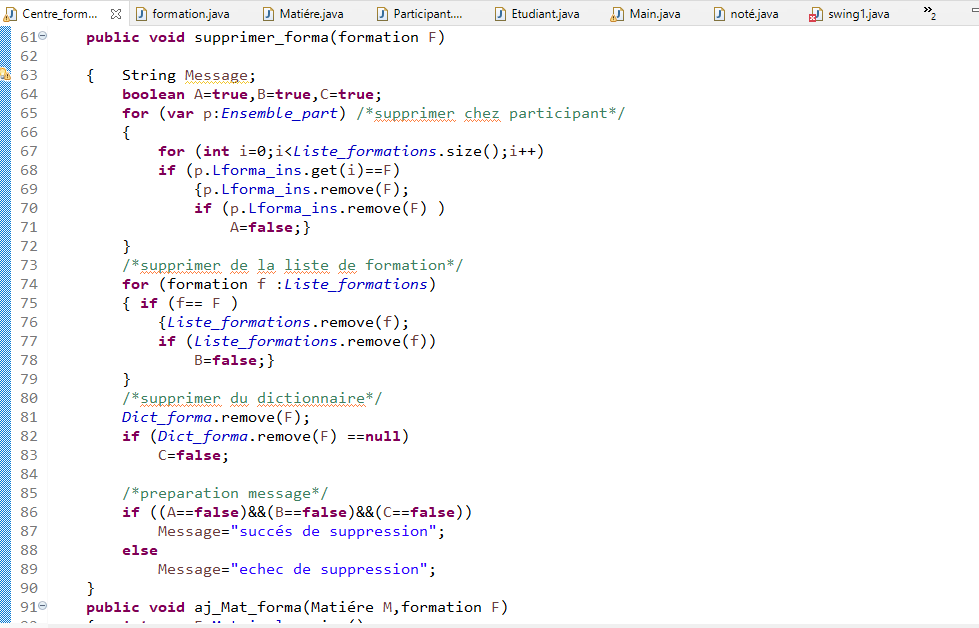 Centre_form... formation.java Matiére.java Participant.... Etudiant.java Main.java noté.java swing1.java »2
61 public void supprimer_forma(formation F)
62
63 { String Message;
64 boolean A=true,B=true,C=true;
65 for (var p:Ensemble_part) /*supprimer chez participant*/
66 {
67 for (int i=0;i<Liste_formations.size();i++)
68 if (p.Lforma_ins.get(i)==F)
69 {p.Lforma_ins.remove(F);
70 if (p.Lforma_ins.remove(F) )
71 A=false;}
72 }
73 /*supprimer de la liste de formation*/
74 for (formation f :Liste_formations)
75 { if (f== F )
76 {Liste_formations.remove(f);
77 if (Liste_formations.remove(f))
78 B=false;}
79 }
80 /*supprimer du dictionnaire*/
81 Dict_forma.remove(F);
82 if (Dict_forma.remove(F) ==null)
83 C=false;
84
85 /*preparation message*/
86 if ((A==false)&&(B==false)&&(C==false))
87 Message="succés de suppression";
88 else
89 Message="echec de suppression";
90 }
91 public void aj_Mat_forma(Matiére M,formation F)